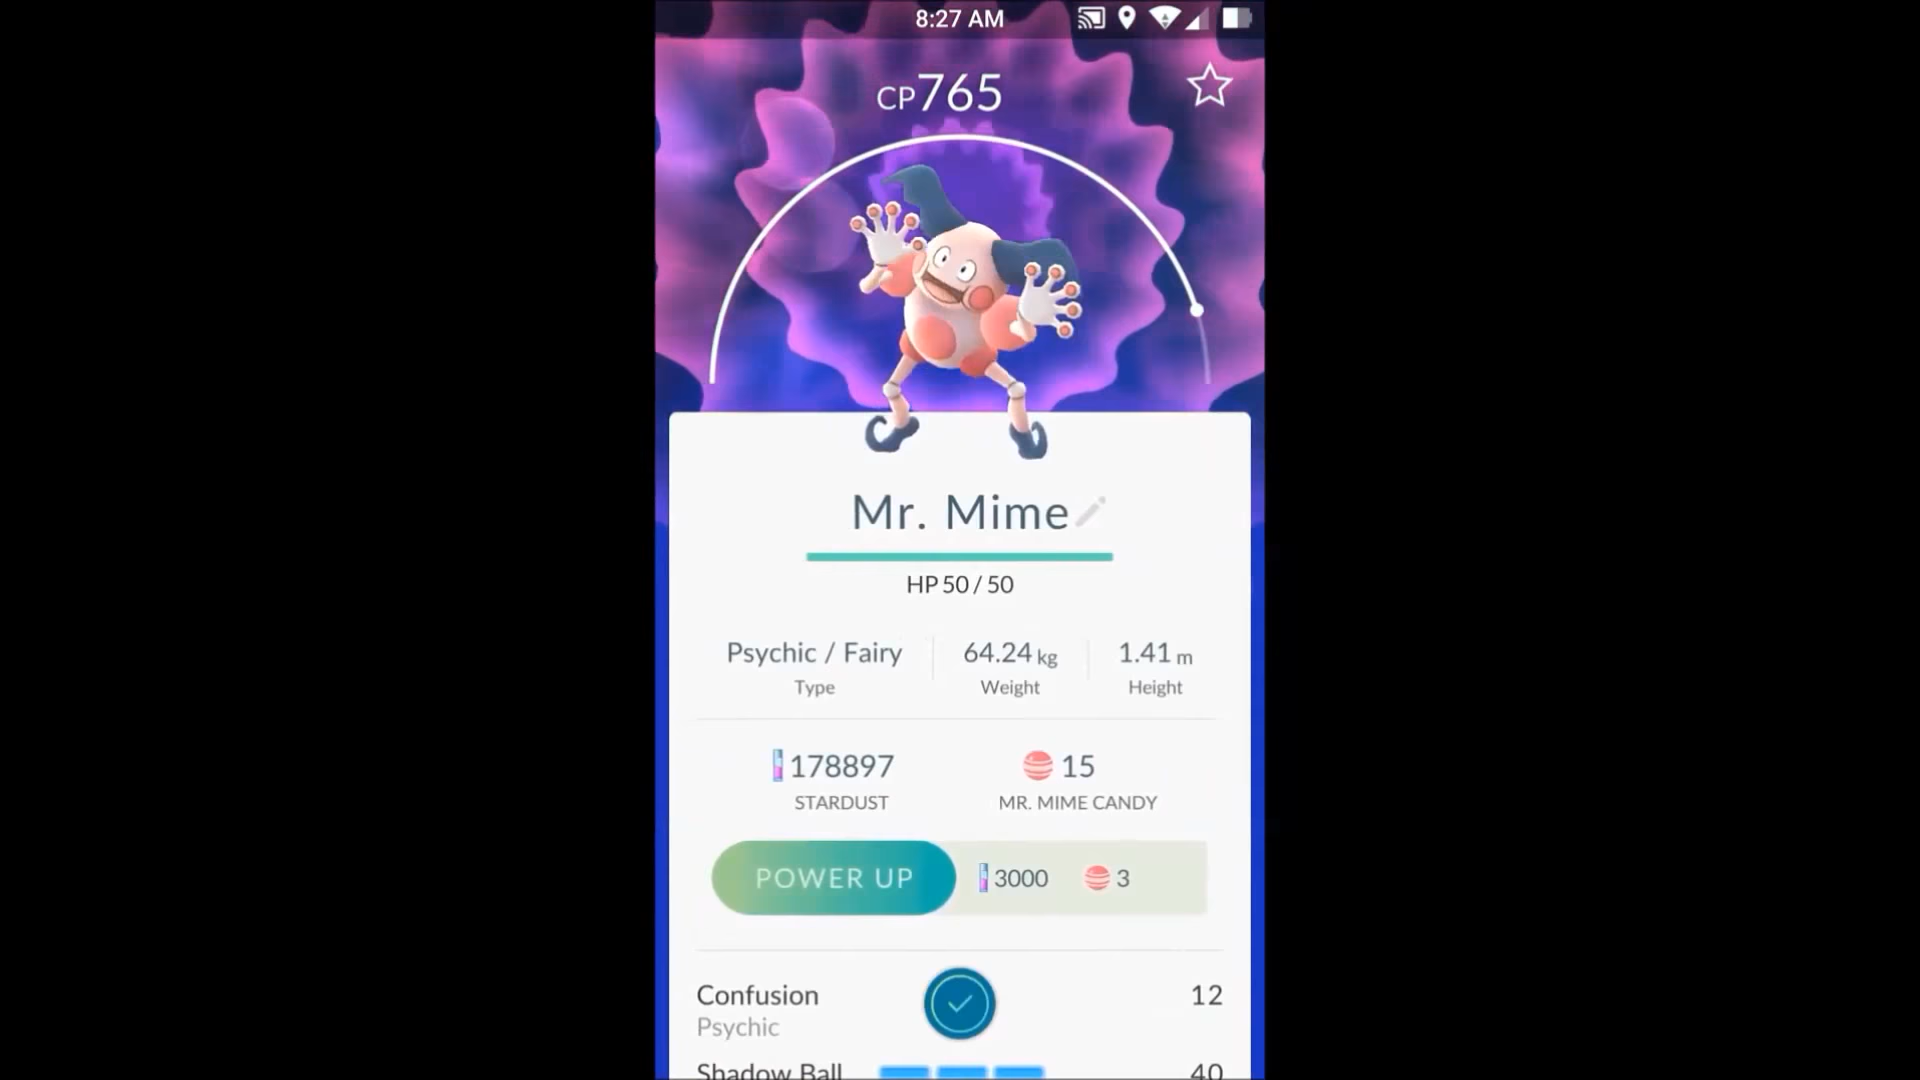 8:27 AM
CP765
Mr. Mime
HP 50 / 50
Psychic / Fairy 64.24 kg 1.41 m
Type Weight Height
178897 15
STARDUST MR. MIME CANDY
POWER UP 3000 3
Confusion 12
Psychic
Shadow Ball 40